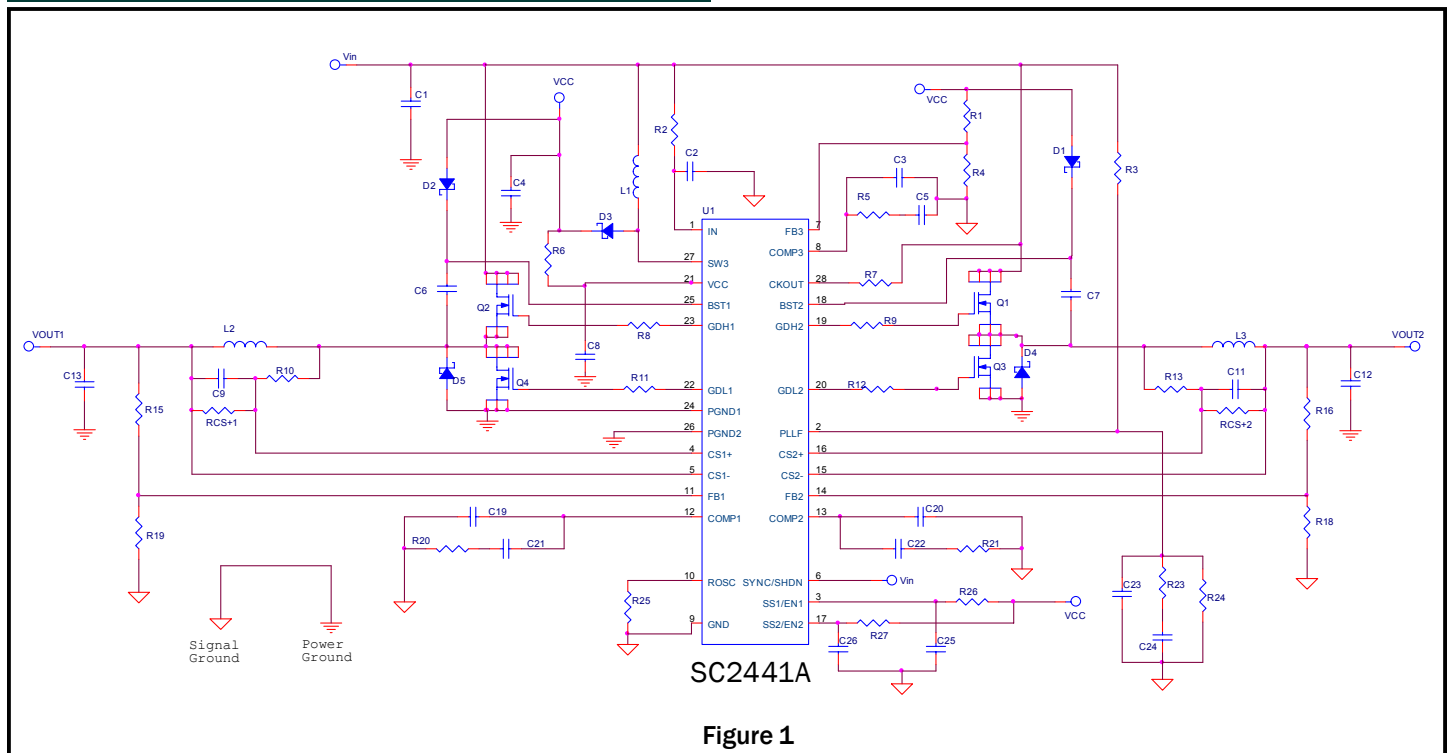 Vin
C1
VCC
VCC
R1
R2
C2
C3
D1
R3
D2
C4
L1
R4
R5
C5
D3
U1
R6
1 IN
FB3 7
COMP3 8
27 SW3
CKOUT 28
R7
21 VCC
C6
Q2
25 BST1
BST2 18
Q1
C7
23 GDH1
GDH2 19
R8
R9
VOUT1
L2
C8
D4
L3
VOUT2
C13
C9
R10
D5
Q4
R11
22 GDL1
GDL2 20
R12
Q3
R13
C11
C12
R15
RCS+1
24 PGND1
RCS+2
R16
26 PGND2
PLLF 2
4 CS1+
CS2+ 16
5 CS1-
CS2- 15
11 FB1
FB2 14
C19
12 COMP1
COMP2 13
C20
R19
R20
C21
C22
R21
R18
10 ROSC
SYNC/SHDN 6
Vin
R25
SS1/EN1 3
R26
VCC
9 GND
SS2/EN2 17
R27
C26
C25
C23
R23
R24
C24
Signal
Ground
Power
Ground
SC2441A
Figure 1